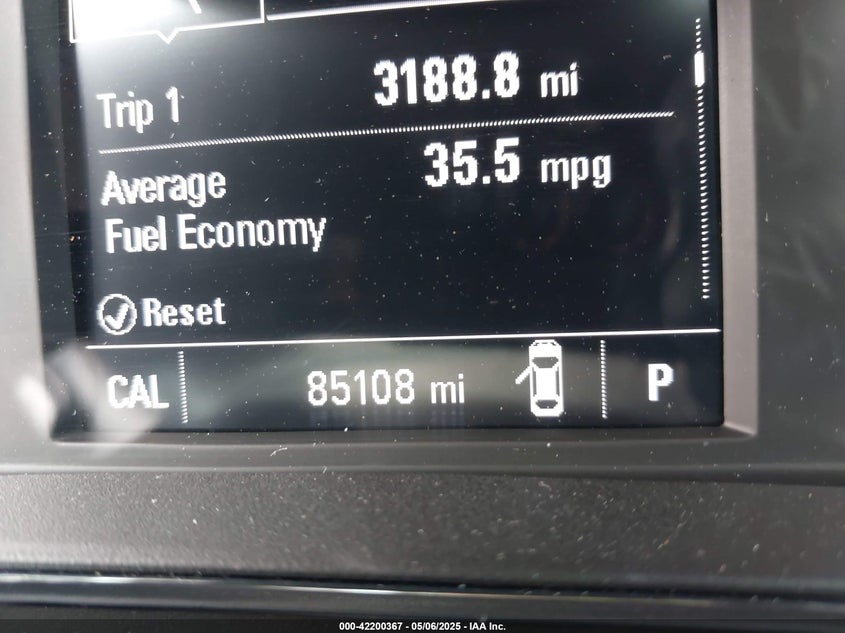 Trip 1 3188.8 mi
Average 35.5 mpg
Fuel Economy
Reset
CAL 85108 mi P
000-42200367 - 05/06/2025 - IAA Inc.